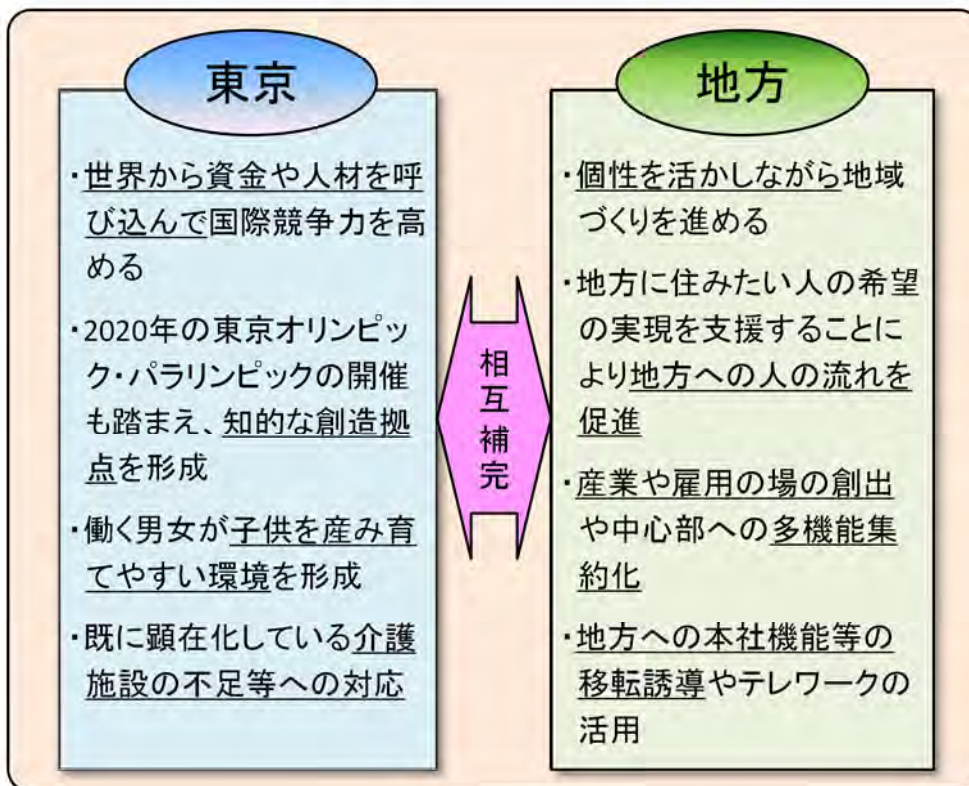 東京
・世界から資金や人材を呼
び込んで国際競争力を高
める
・2020年の東京オリンピッ
ク・パラリンピックの開催
も踏まえ、知的な創造拠
点を形成
・働く男女が子供を産み育
てやすい環境を形成
・既に顕在化している介護
施設の不足等への対応
相互補完
地方
・個性を活かしながら地域
づくりを進める
・地方に住みたい人の希望
の実現を支援することに
より地方への人の流れを
促進
・産業や雇用の場の創出
や中心部への多機能集
約化
・地方への本社機能等の
移転誘導やテレワークの
活用